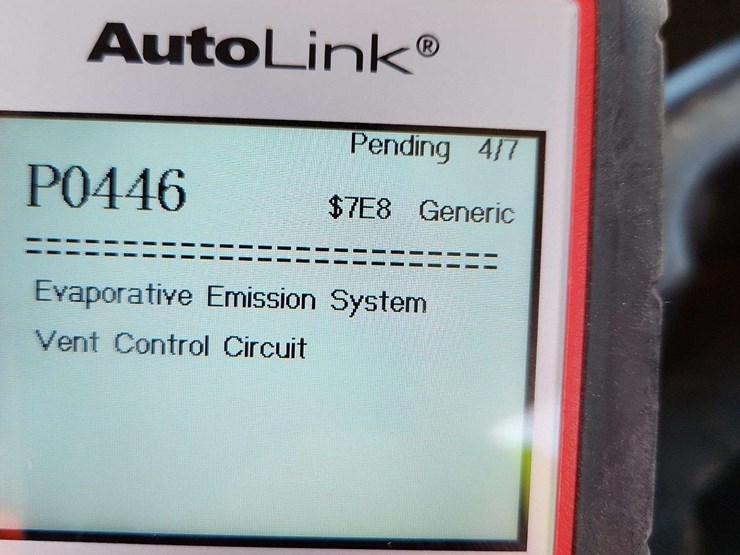 AutoLink®
Pending 4/7
P0446
$7E8 Generic
==========================
Evaporative Emission System
Vent Control Circuit